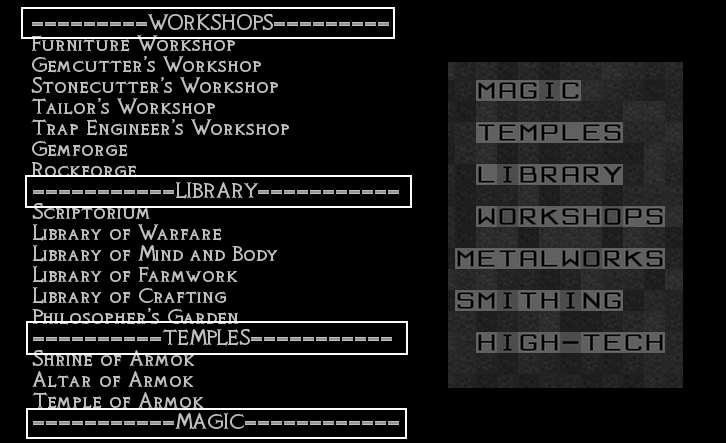 =========WORKSHOPS=========
Furniture Workshop
Gemcutter's Workshop
Stonecutter's Workshop
Tailor's Workshop
Trap Engineer's Workshop
Gemforge
Rockforge
===========LIBRARY===========
Scriptorium
Library of Warfare
Library of Mind and Body
Library of Farmwork
Library of Crafting
Philosopher's Garden
==========TEMPLES===========
Shrine of Armok
Altar of Armok
Temple of Armok
===========MAGIC============
MAGIC
TEMPLES
LIBRARY
WORKSHOPS
METALWORKS
SMITHING
HIGH-TECH